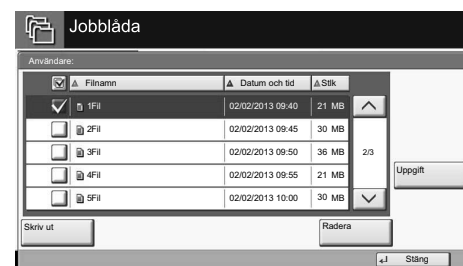 Jobblåda
Användare:
Filnamn Datum och tid Stlk
1Fil 02/02/2013 09:40 21 MB
2Fil 02/02/2013 09:45 30 MB
3Fil 02/02/2013 09:50 36 MB
2/3
4Fil 02/02/2013 09:55 21 MB
Uppgift
5Fil 02/02/2013 10:00 30 MB
Skriv ut Radera
Stäng